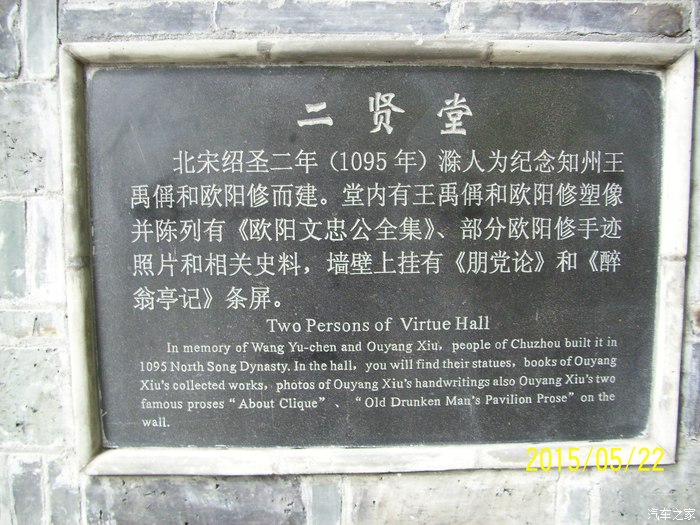 二贤堂
北宋绍圣二年（1095年）滁人为纪念知州王
禹偁和欧阳修而建。堂内有王禹偁和欧阳修塑像
并陈列有《欧阳文忠公全集》、部分欧阳修手迹
照片和相关史料，墙壁上挂有《朋党论》和《醉
翁亭记》条屏。
Two Persons of Virtue Hall
In memory of Wang Yu-chen and Ouyang Xiu, people of Chuzhou built it in
1095 North Song Dynasty. In the hall, you will find their statues, books of Ouyang
Xiu's collected works, photos of Ouyang Xiu's handwritings also Ouyang Xiu's two
famous proses "About Clique" 、 "Old Drunken Man's Pavilion Prose" on the
wall.
2015/05/22
汽车之家